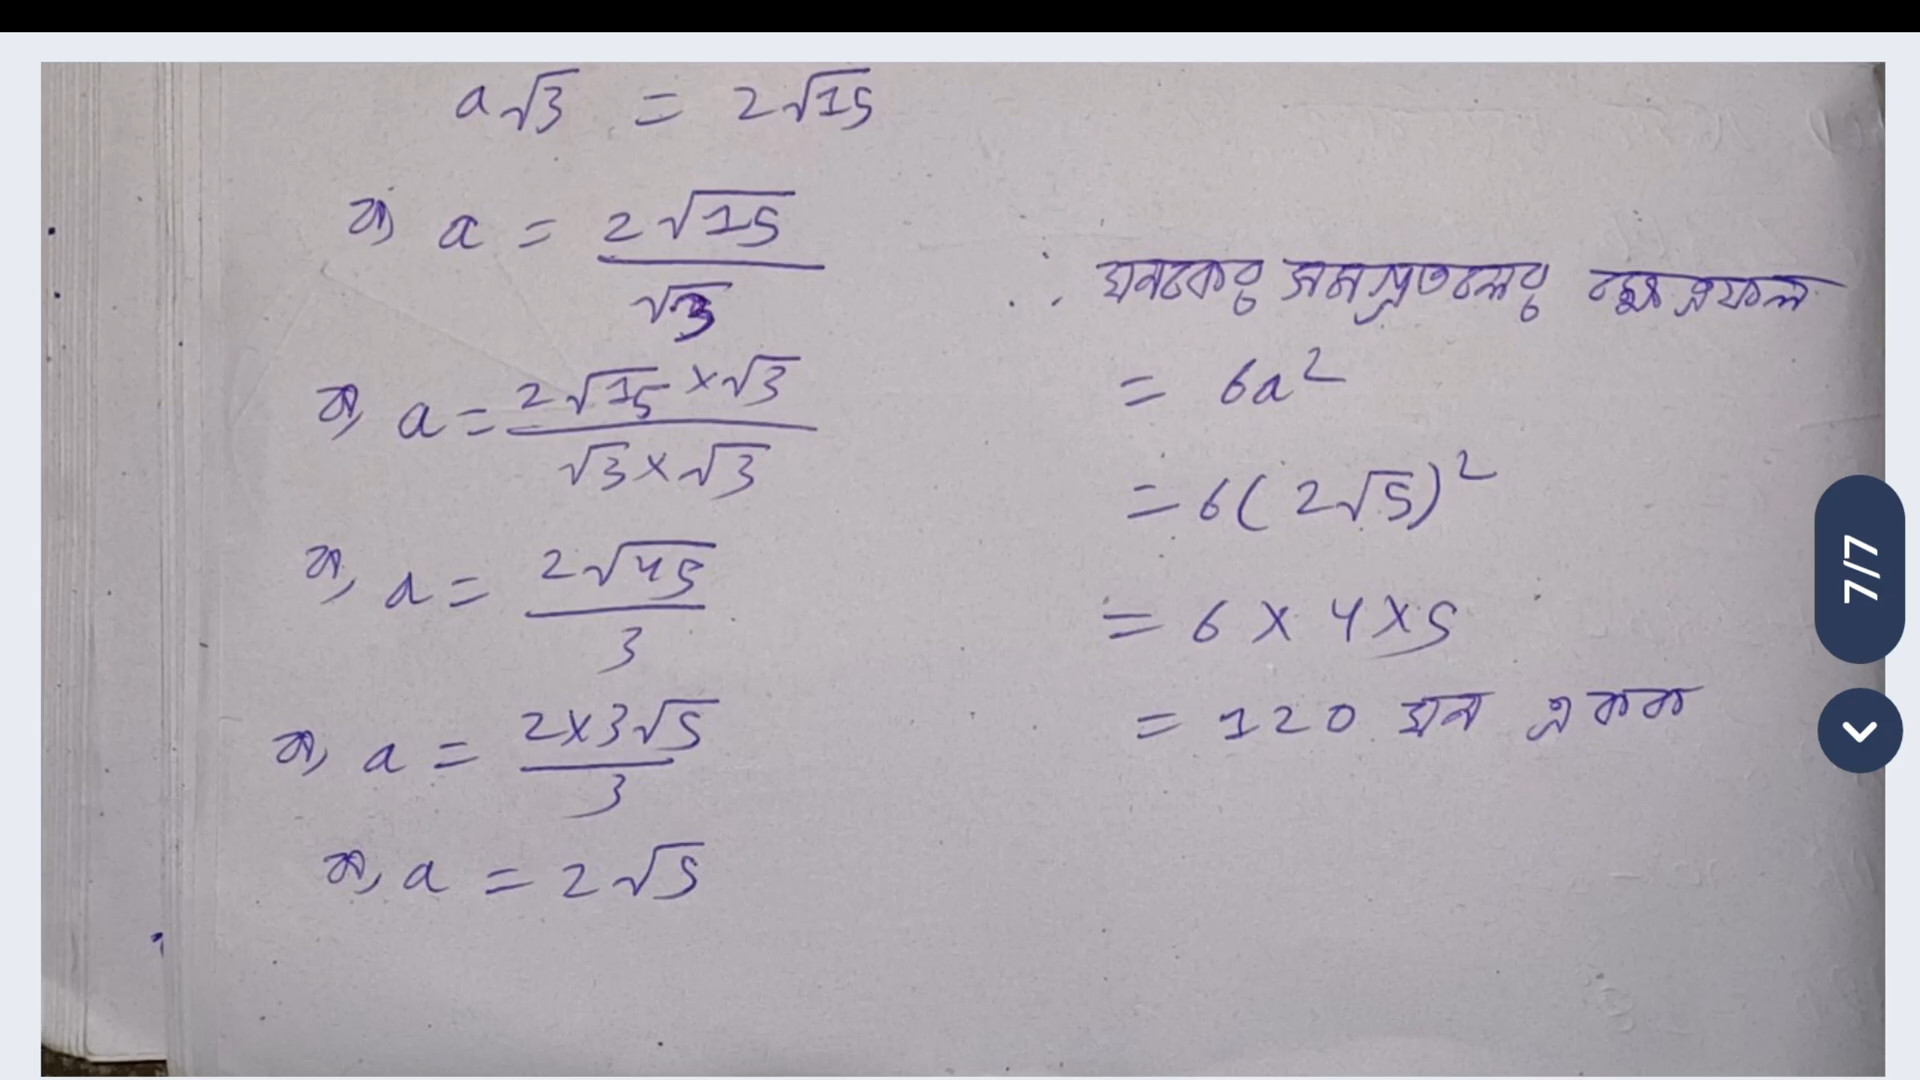 a√3 = 2√15
বা, a = 2√15 / √3
বা, a = 2√15 × √3 / √3 × √3
বা, a = 2√45 / 3
বা, a = 2×3√5 / 3
বা, a = 2√5
∴ ঘনকের সমগ্রতলের ক্ষেত্রফল
= 6a²
= 6(2√5)²
= 6 × 4 × 5
= 120 ঘন একক
7/7